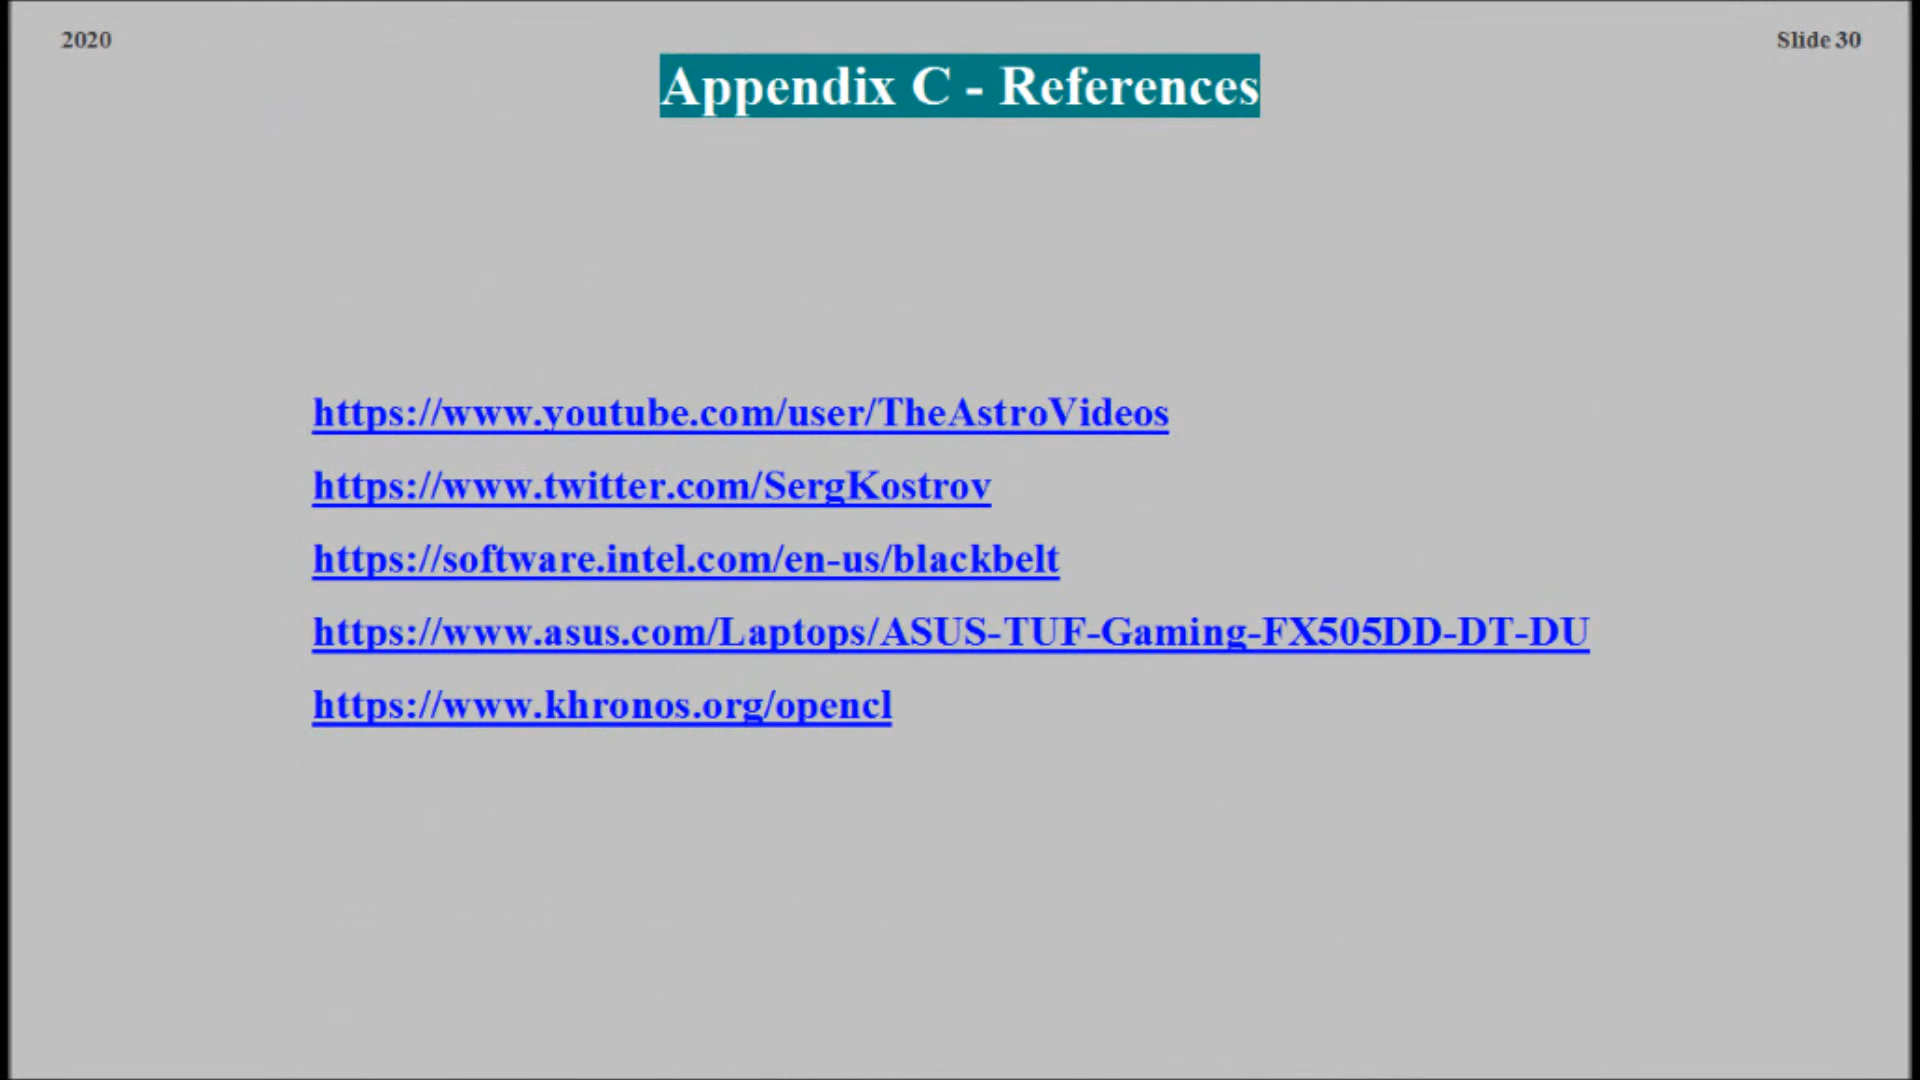 2020
Slide 30
Appendix C - References
https://www.youtube.com/user/TheAstroVideos
https://www.twitter.com/SergKostrov
https://software.intel.com/en-us/blackbelt
https://www.asus.com/Laptops/ASUS-TUF-Gaming-FX505DD-DT-DU
https://www.khronos.org/opencl